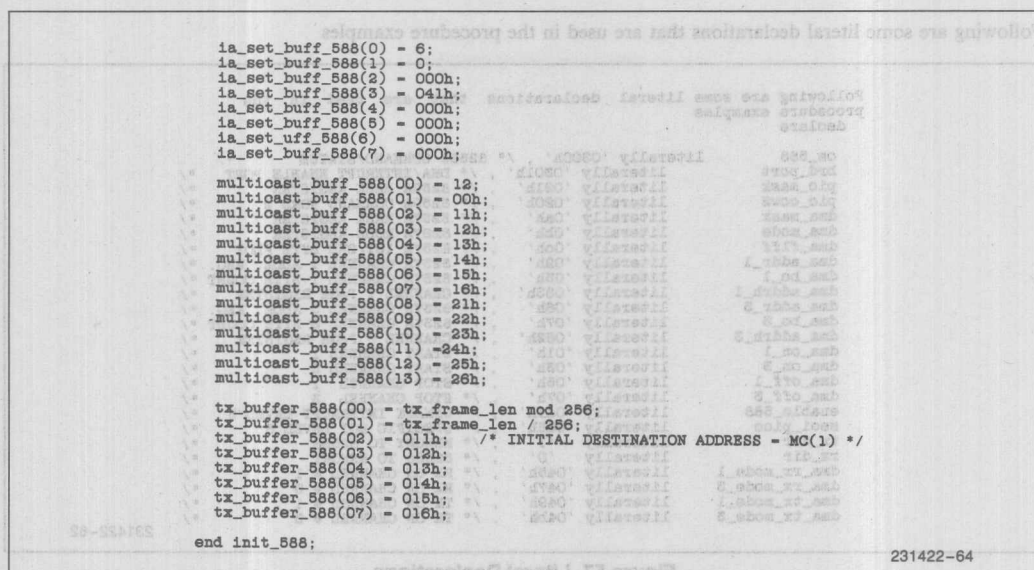 ia_set_buff_588(0) = 6;
ia_set_buff_588(1) = 0;
ia_set_buff_588(2) = 000h;
ia_set_buff_588(3) = 041h;
ia_set_buff_588(4) = 000h;
ia_set_buff_588(5) = 000h;
ia_set_uff_588(6) = 000h;
ia_set_buff_588(7) = 000h;
multicast_buff_588(00) = 12;
multicast_buff_588(01) = 00h;
multicast_buff_588(02) = 11h;
multicast_buff_588(03) = 12h;
multicast_buff_588(04) = 13h;
multicast_buff_588(05) = 14h;
multicast_buff_588(06) = 15h;
multicast_buff_588(07) = 16h;
multicast_buff_588(08) = 21h;
multicast_buff_588(09) = 22h;
multicast_buff_588(10) = 23h;
multicast_buff_588(11) =24h;
multicast_buff_588(12) = 25h;
multicast_buff_588(13) = 26h;
tx_buffer_588(00) = tx_frame_len mod 256;
tx_buffer_588(01) = tx_frame_len / 256;
tx_buffer_588(02) = 011h; /* INITIAL DESTINATION ADDRESS = MC(1) */
tx_buffer_588(03) = 012h;
tx_buffer_588(04) = 013h;
tx_buffer_588(05) = 014h;
tx_buffer_588(06) = 015h;
tx_buffer_588(07) = 016h;
end init_588;
231422-64